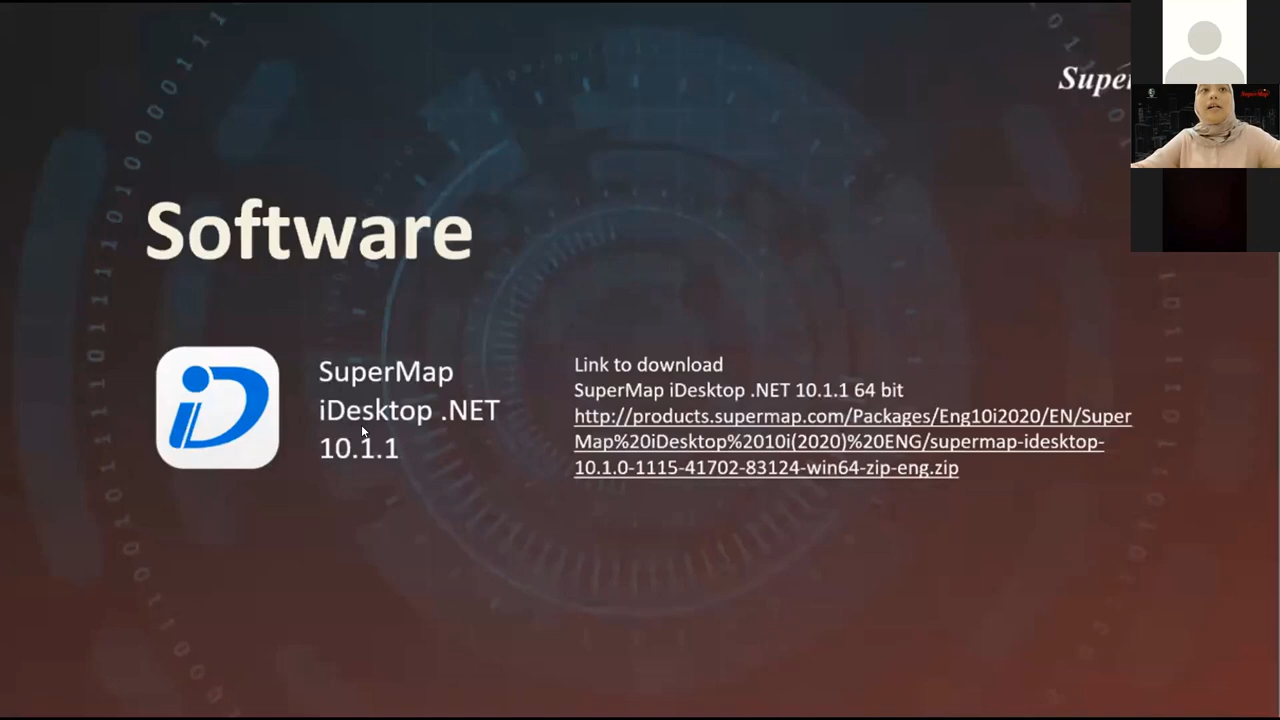 Super
SuperMap
Software
SuperMap
iDesktop .NET
10.1.1
Link to download
SuperMap iDesktop .NET 10.1.1 64 bit
http://products.supermap.com/Packages/Eng10i2020/EN/Super
Map%20iDesktop%2010i(2020)%20ENG/supermap-idesktop-
10.1.0-1115-41702-83124-win64-zip-eng.zip